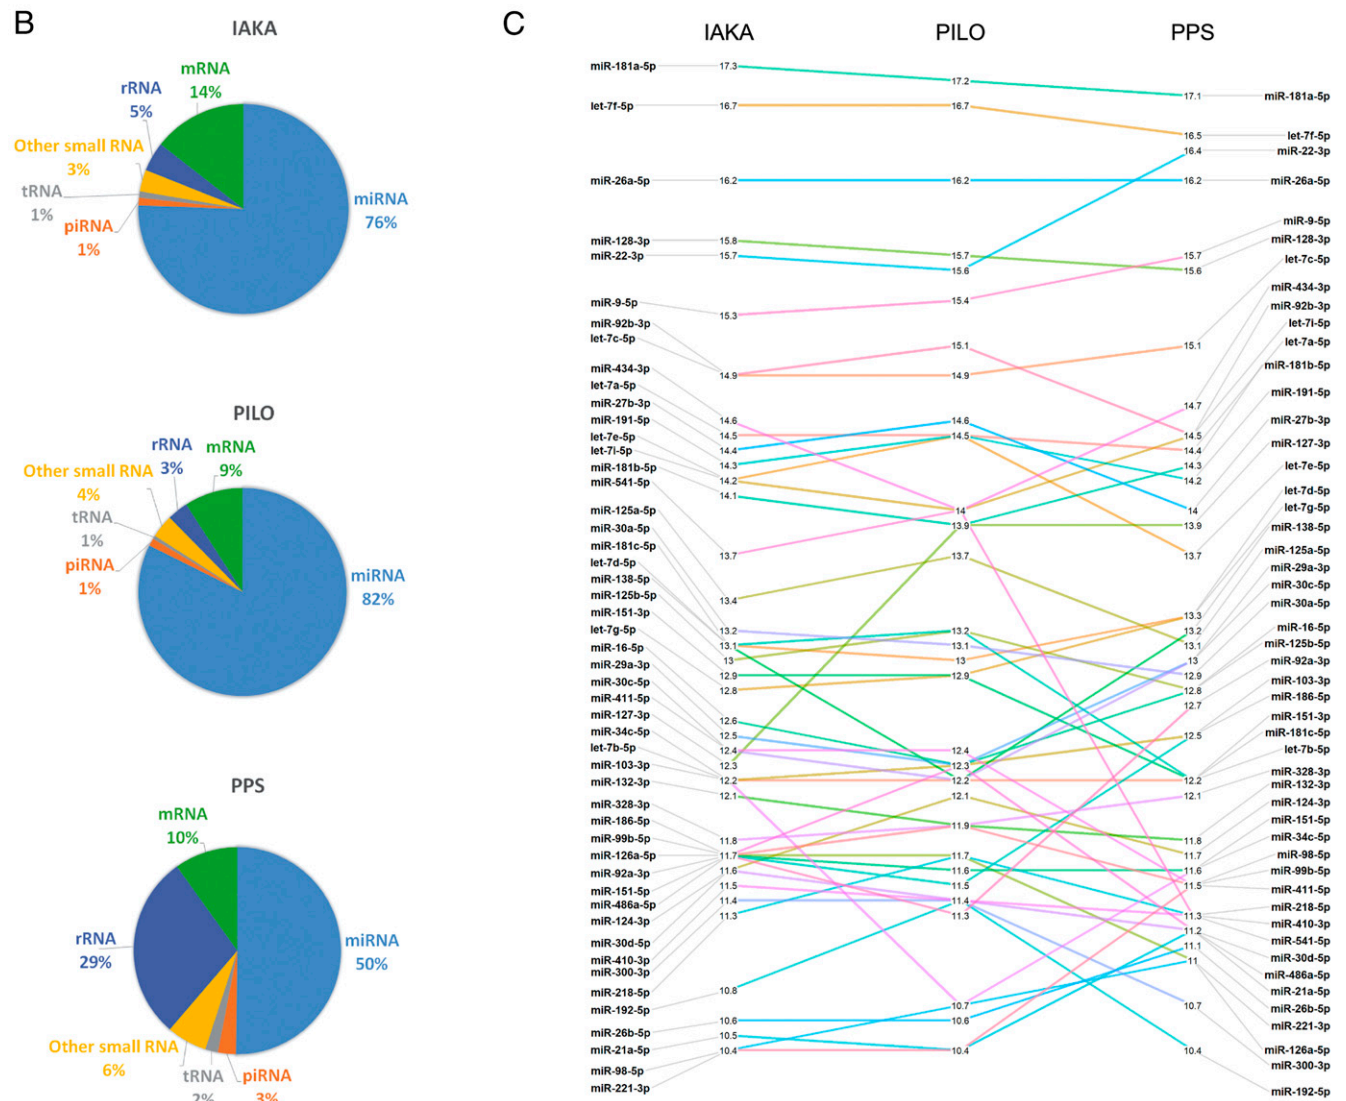 B
IAKA
mRNA
14%
rRNA
5%
Other small RNA
3%
tRNA
1%
piRNA
1%
miRNA
76%
PILO
mRNA
9%
rRNA
3%
Other small RNA
4%
tRNA
1%
piRNA
1%
miRNA
82%
PPS
mRNA
10%
rRNA
29%
miRNA
50%
Other small RNA
6%
tRNA
2%
piRNA
3%
C
IAKA PILO PPS
miR-181a-5p
let-7f-5p
miR-26a-5p
miR-128-3p
miR-22-3p
miR-9-5p
miR-92b-3p
let-7c-5p
miR-434-3p
let-7a-5p
miR-27b-3p
miR-191-5p
let-7e-5p
let-7i-5p
miR-181b-5p
miR-541-5p
miR-125a-5p
miR-30a-5p
miR-181c-5p
let-7d-5p
miR-138-5p
miR-125b-5p
miR-151-3p
let-7g-5p
miR-16-5p
miR-29a-3p
miR-30c-5p
miR-411-5p
miR-127-3p
miR-34c-5p
let-7b-5p
miR-103-3p
miR-132-3p
miR-328-3p
miR-186-5p
miR-99b-5p
miR-126a-5p
miR-92a-3p
miR-151-5p
miR-486a-5p
miR-124-3p
miR-30d-5p
miR-410-3p
miR-300-3p
miR-218-5p
miR-192-5p
miR-26b-5p
miR-21a-5p
miR-98-5p
miR-221-3p
17.3
16.7
16.2
15.8
15.7
15.3
14.9
14.6
14.5
14.4
14.3
14.2
14.1
13.7
13.4
13.2
13.1
13
12.9
12.8
12.6
12.5
12.4
12.3
12.2
12.1
11.8
11.7
11.6
11.5
11.4
11.3
10.8
10.6
10.5
10.4
17.2
16.7
16.2
15.7
15.6
15.4
15.1
14.9
14.6
14.5
14
13.9
13.7
13.2
13.1
13
12.9
12.4
12.3
12.2
12.1
11.9
11.7
11.6
11.5
11.4
11.3
10.7
10.6
10.4
17.1
16.5
16.4
16.2
15.7
15.6
15.1
14.7
14.5
14.4
14.3
14.2
14
13.9
13.7
13.3
13.2
13.1
13
12.9
12.8
12.7
12.5
12.2
12.1
11.8
11.7
11.6
11.5
11.3
11.2
11.1
11
10.7
10.4
miR-181a-5p
let-7f-5p
miR-22-3p
miR-26a-5p
miR-9-5p
miR-128-3p
let-7c-5p
miR-434-3p
miR-92b-3p
let-7i-5p
let-7a-5p
miR-181b-5p
miR-191-5p
miR-27b-3p
miR-127-3p
let-7e-5p
let-7d-5p
let-7g-5p
miR-138-5p
miR-125a-5p
miR-29a-3p
miR-30c-5p
miR-30a-5p
miR-16-5p
miR-125b-5p
miR-92a-3p
miR-103-3p
miR-186-5p
miR-151-3p
miR-181c-5p
let-7b-5p
miR-328-3p
miR-132-3p
miR-124-3p
miR-151-5p
miR-34c-5p
miR-98-5p
miR-99b-5p
miR-411-5p
miR-218-5p
miR-410-3p
miR-541-5p
miR-30d-5p
miR-486a-5p
miR-21a-5p
miR-26b-5p
miR-221-3p
miR-126a-5p
miR-300-3p
miR-192-5p